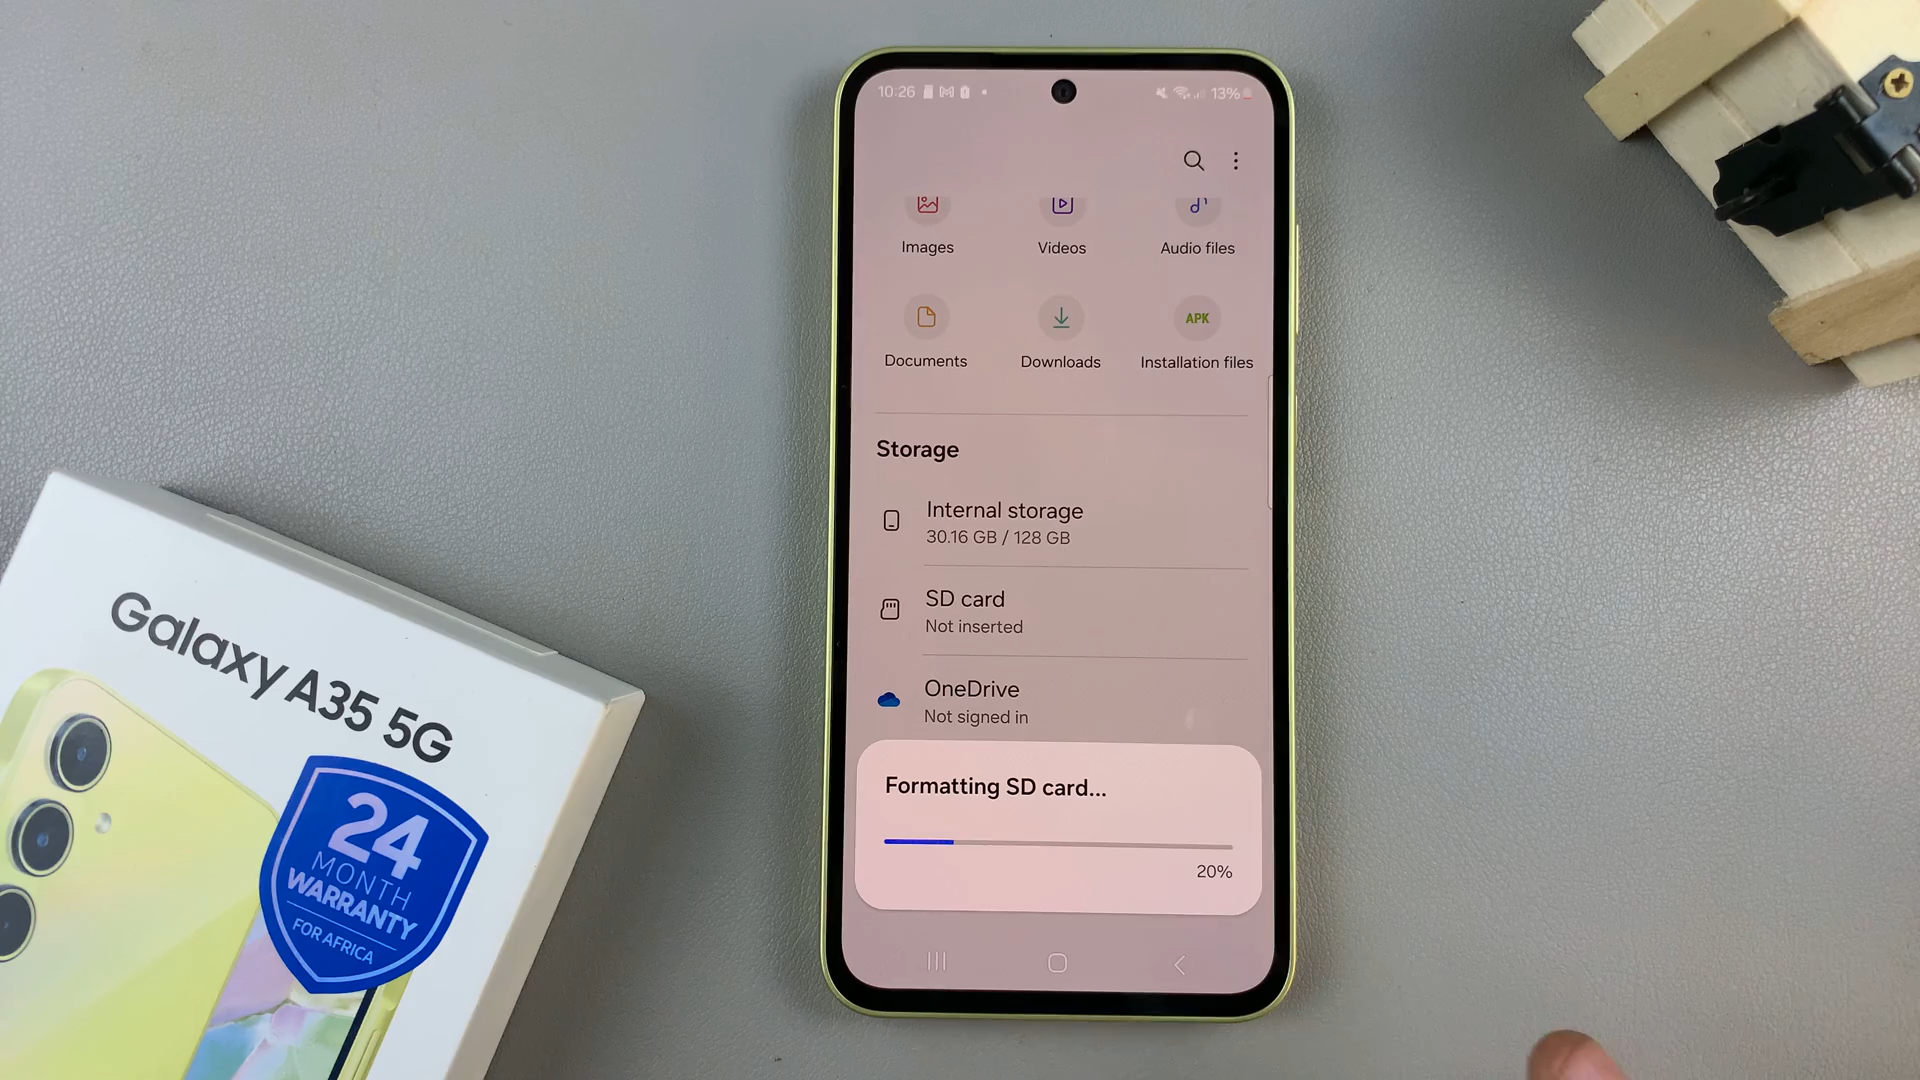 10:26
13%
Images
Videos
Audio files
APK
Documents
Downloads
Installation files
Storage
Internal storage
30.16 GB / 128 GB
SD card
Not inserted
OneDrive
Not signed in
Formatting SD card...
20%
Galaxy A35 5G
24
MONTH
WARRANTY
FOR AFRICA